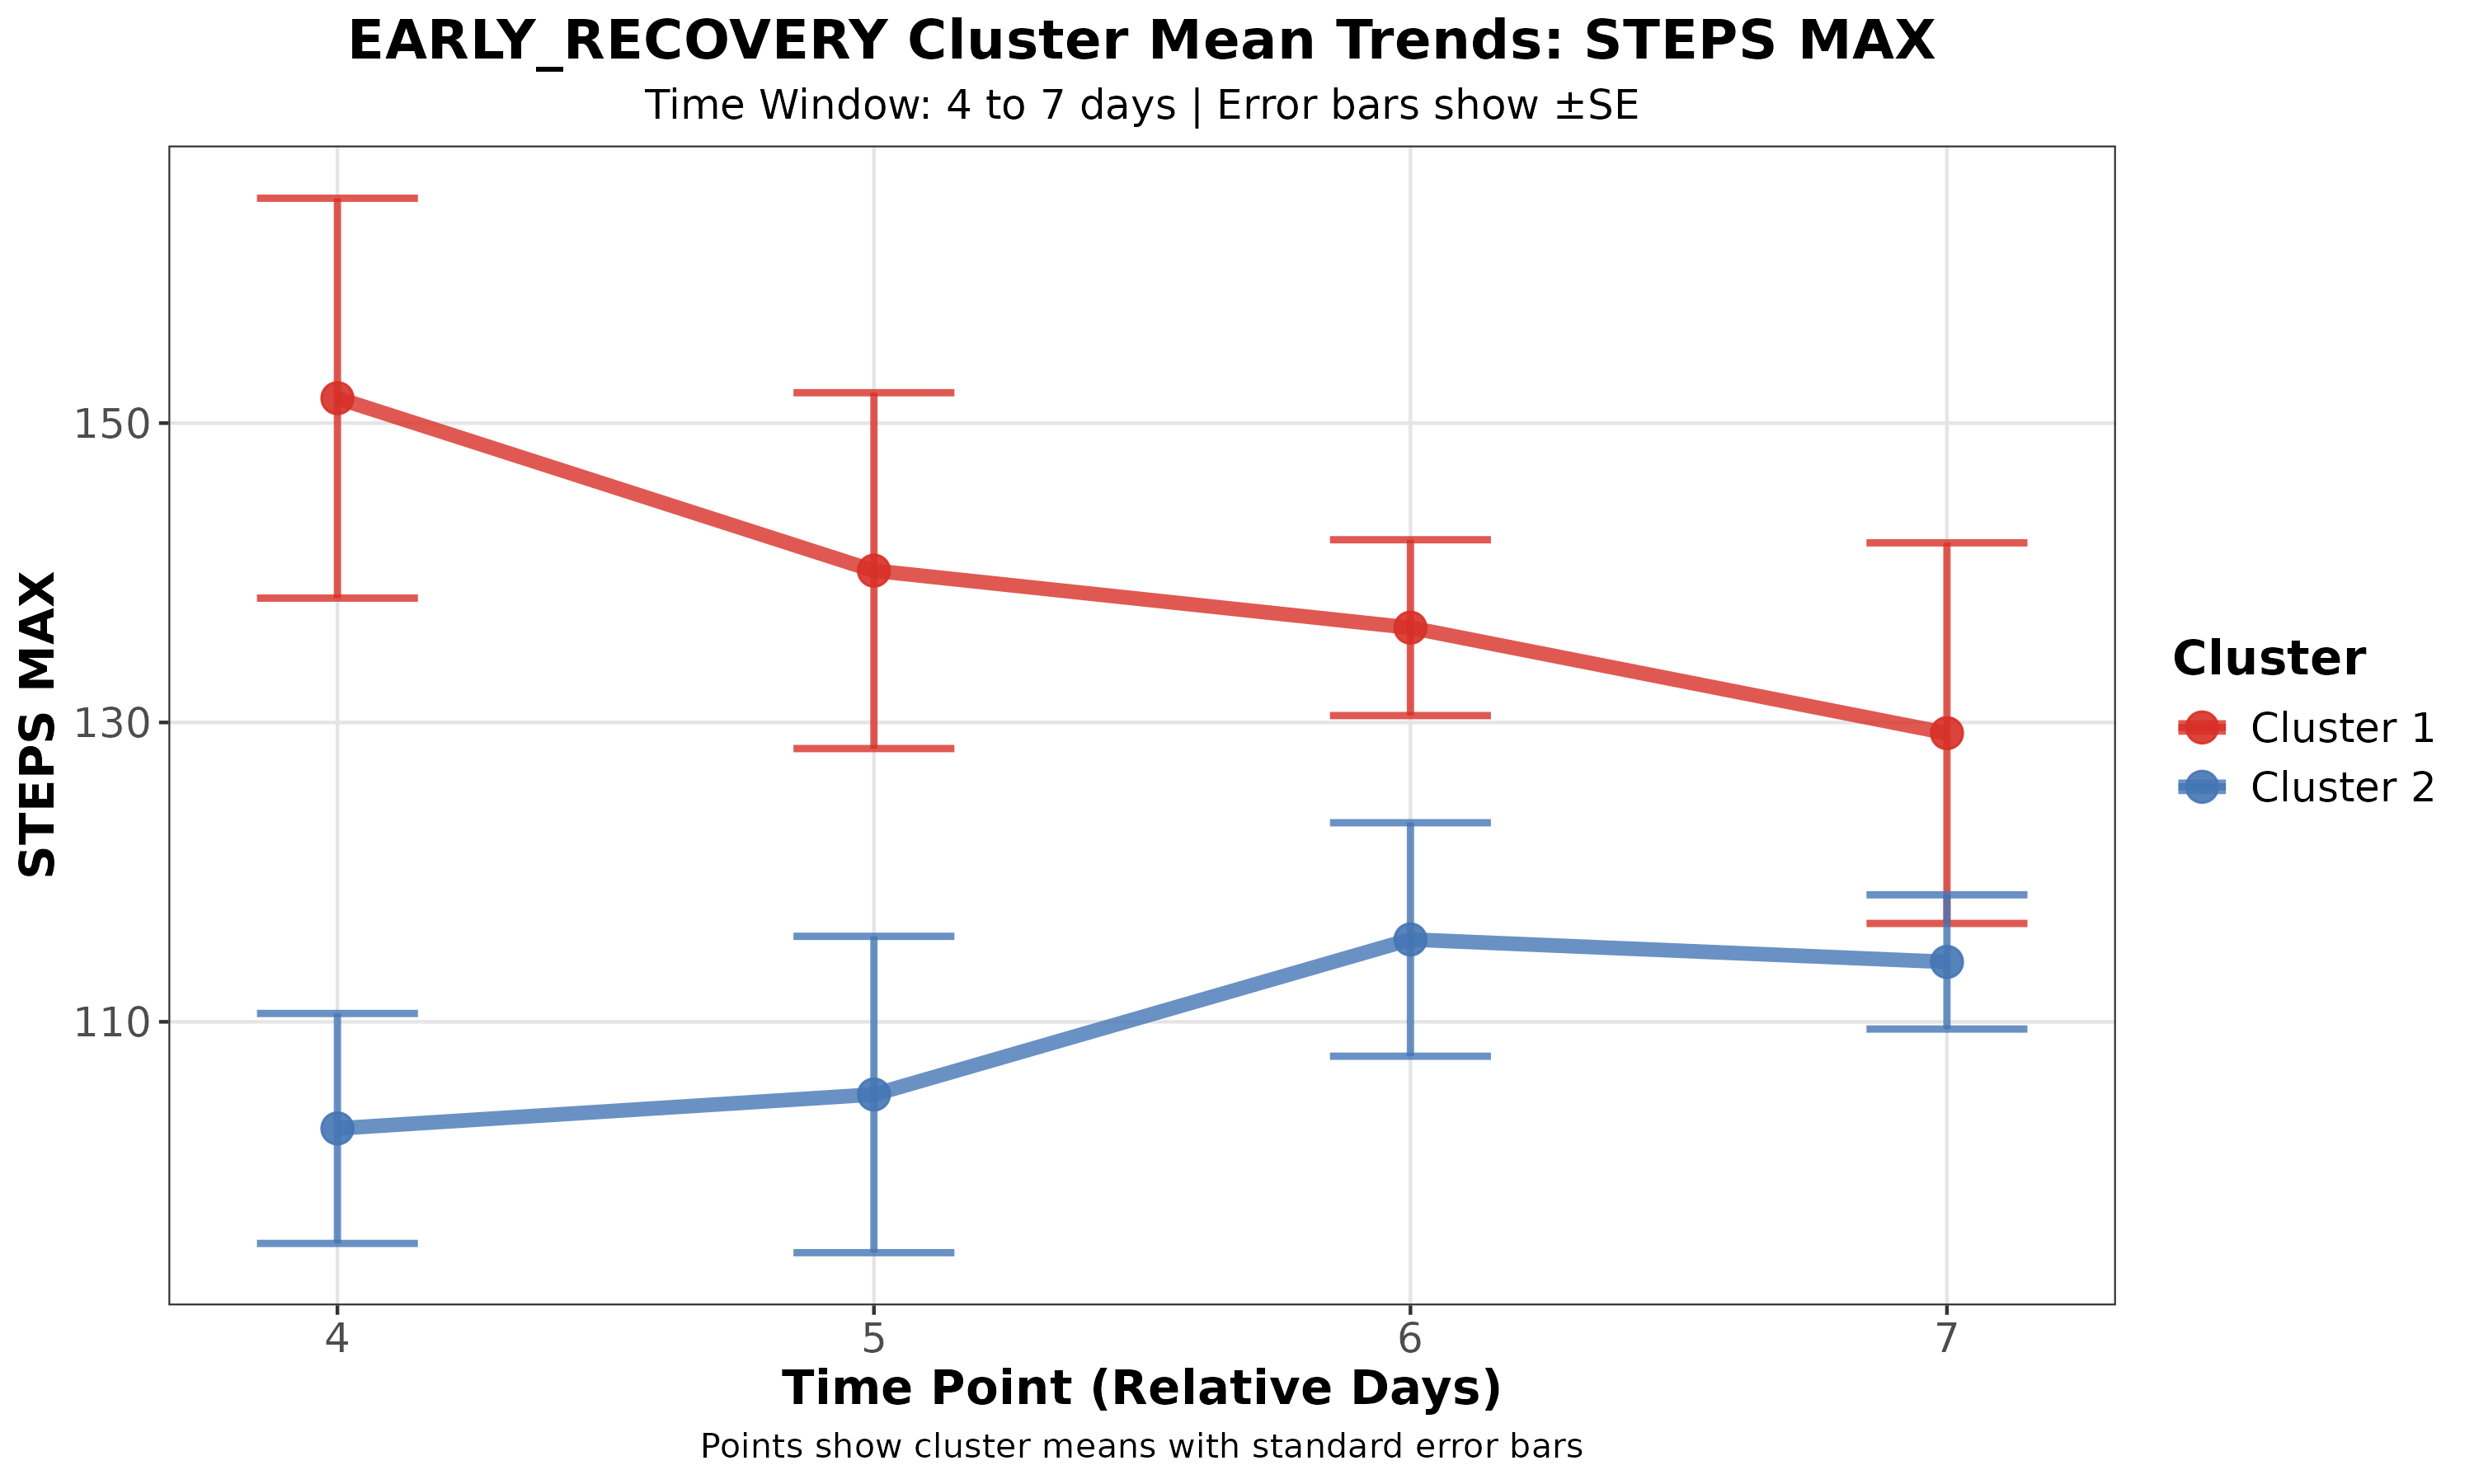 EARLY_RECOVERY Cluster Mean Trends: STEPS MAX
Time Window: 4 to 7 days | Error bars show ±SE
STEPS MAX
150
130
110
4 5 6 7
Time Point (Relative Days)
Points show cluster means with standard error bars
Cluster
Cluster 1
Cluster 2